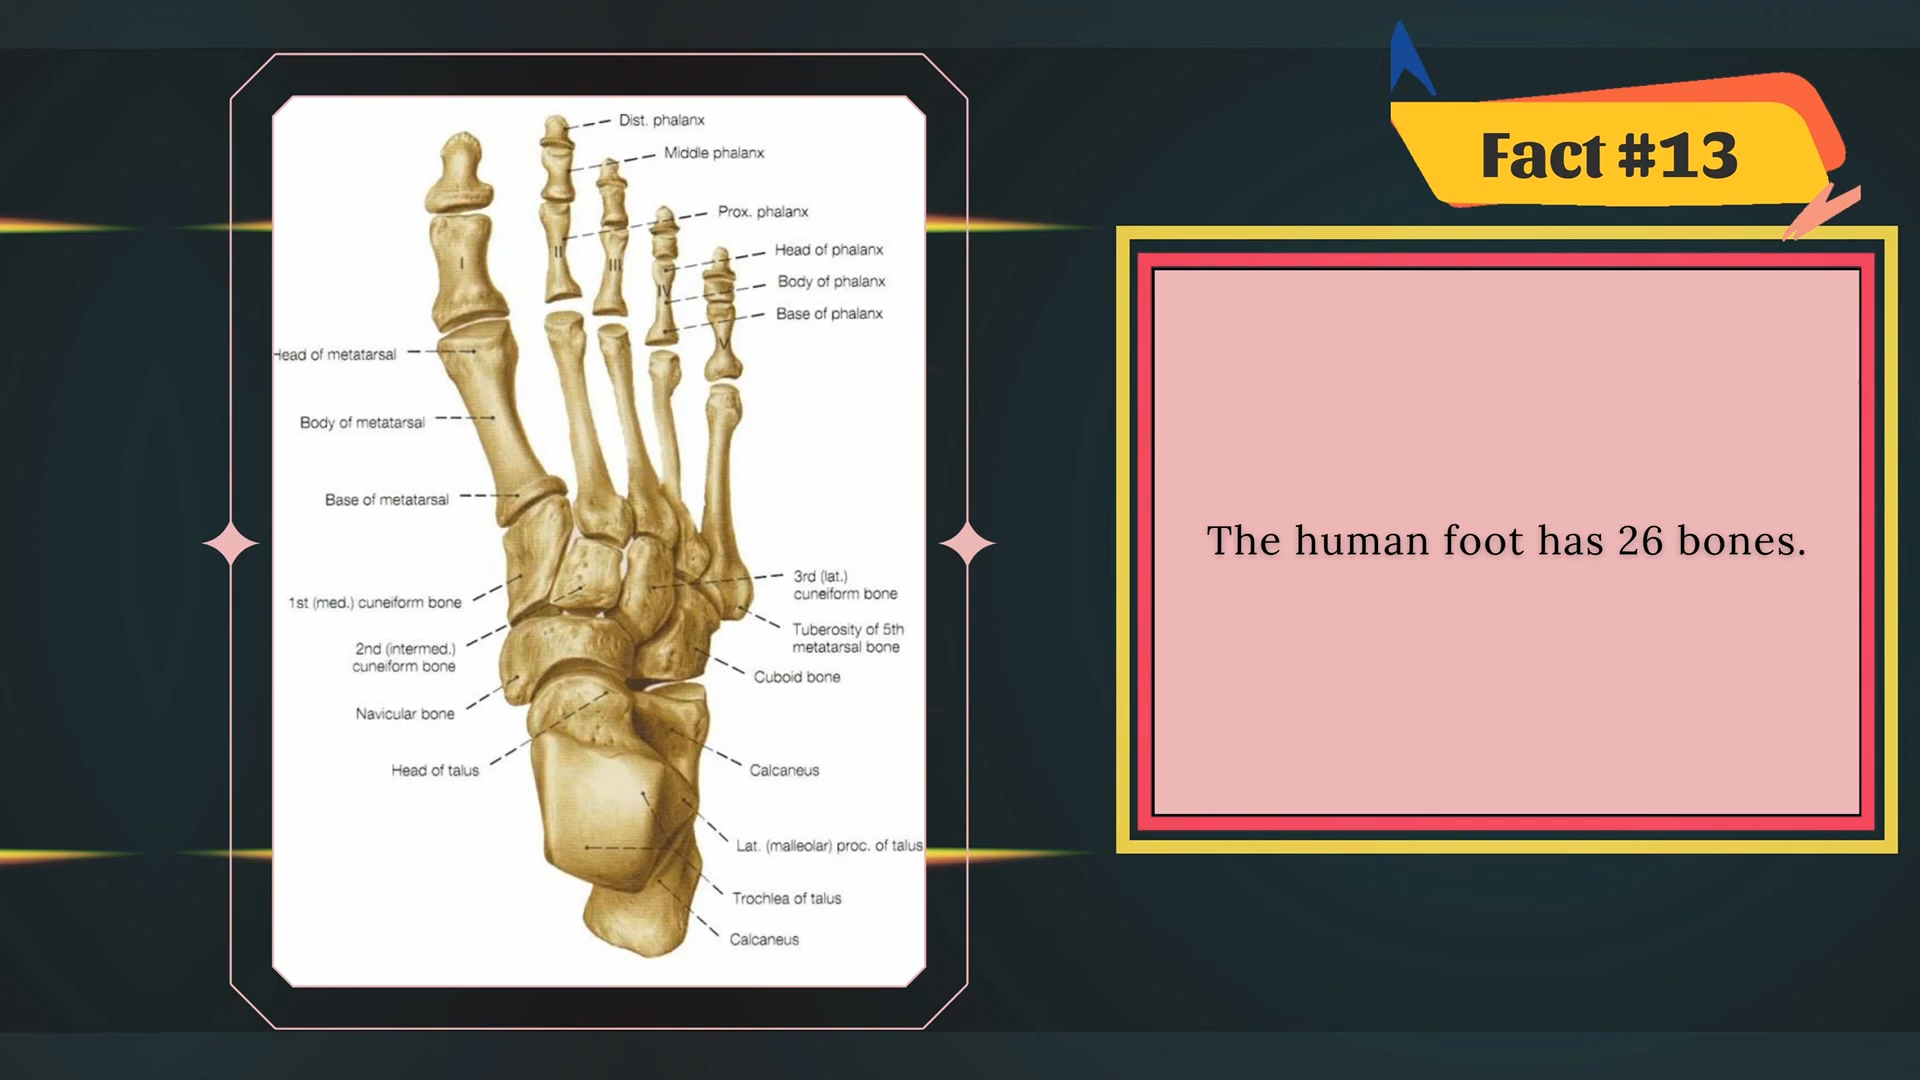 Dist. phalanx
Middle phalanx
Prox. phalanx
Head of phalanx
Body of phalanx
Base of phalanx
I
II
III
IV
V
Head of metatarsal
Body of metatarsal
Base of metatarsal
1st (med.) cuneiform bone
2nd (intermed.)
cuneiform bone
Navicular bone
Head of talus
3rd (lat.)
cuneiform bone
Tuberosity of 5th
metatarsal bone
Cuboid bone
Calcaneus
Lat. (malleolar) proc. of talus
Trochlea of talus
Calcaneus
Fact #13
The human foot has 26 bones.